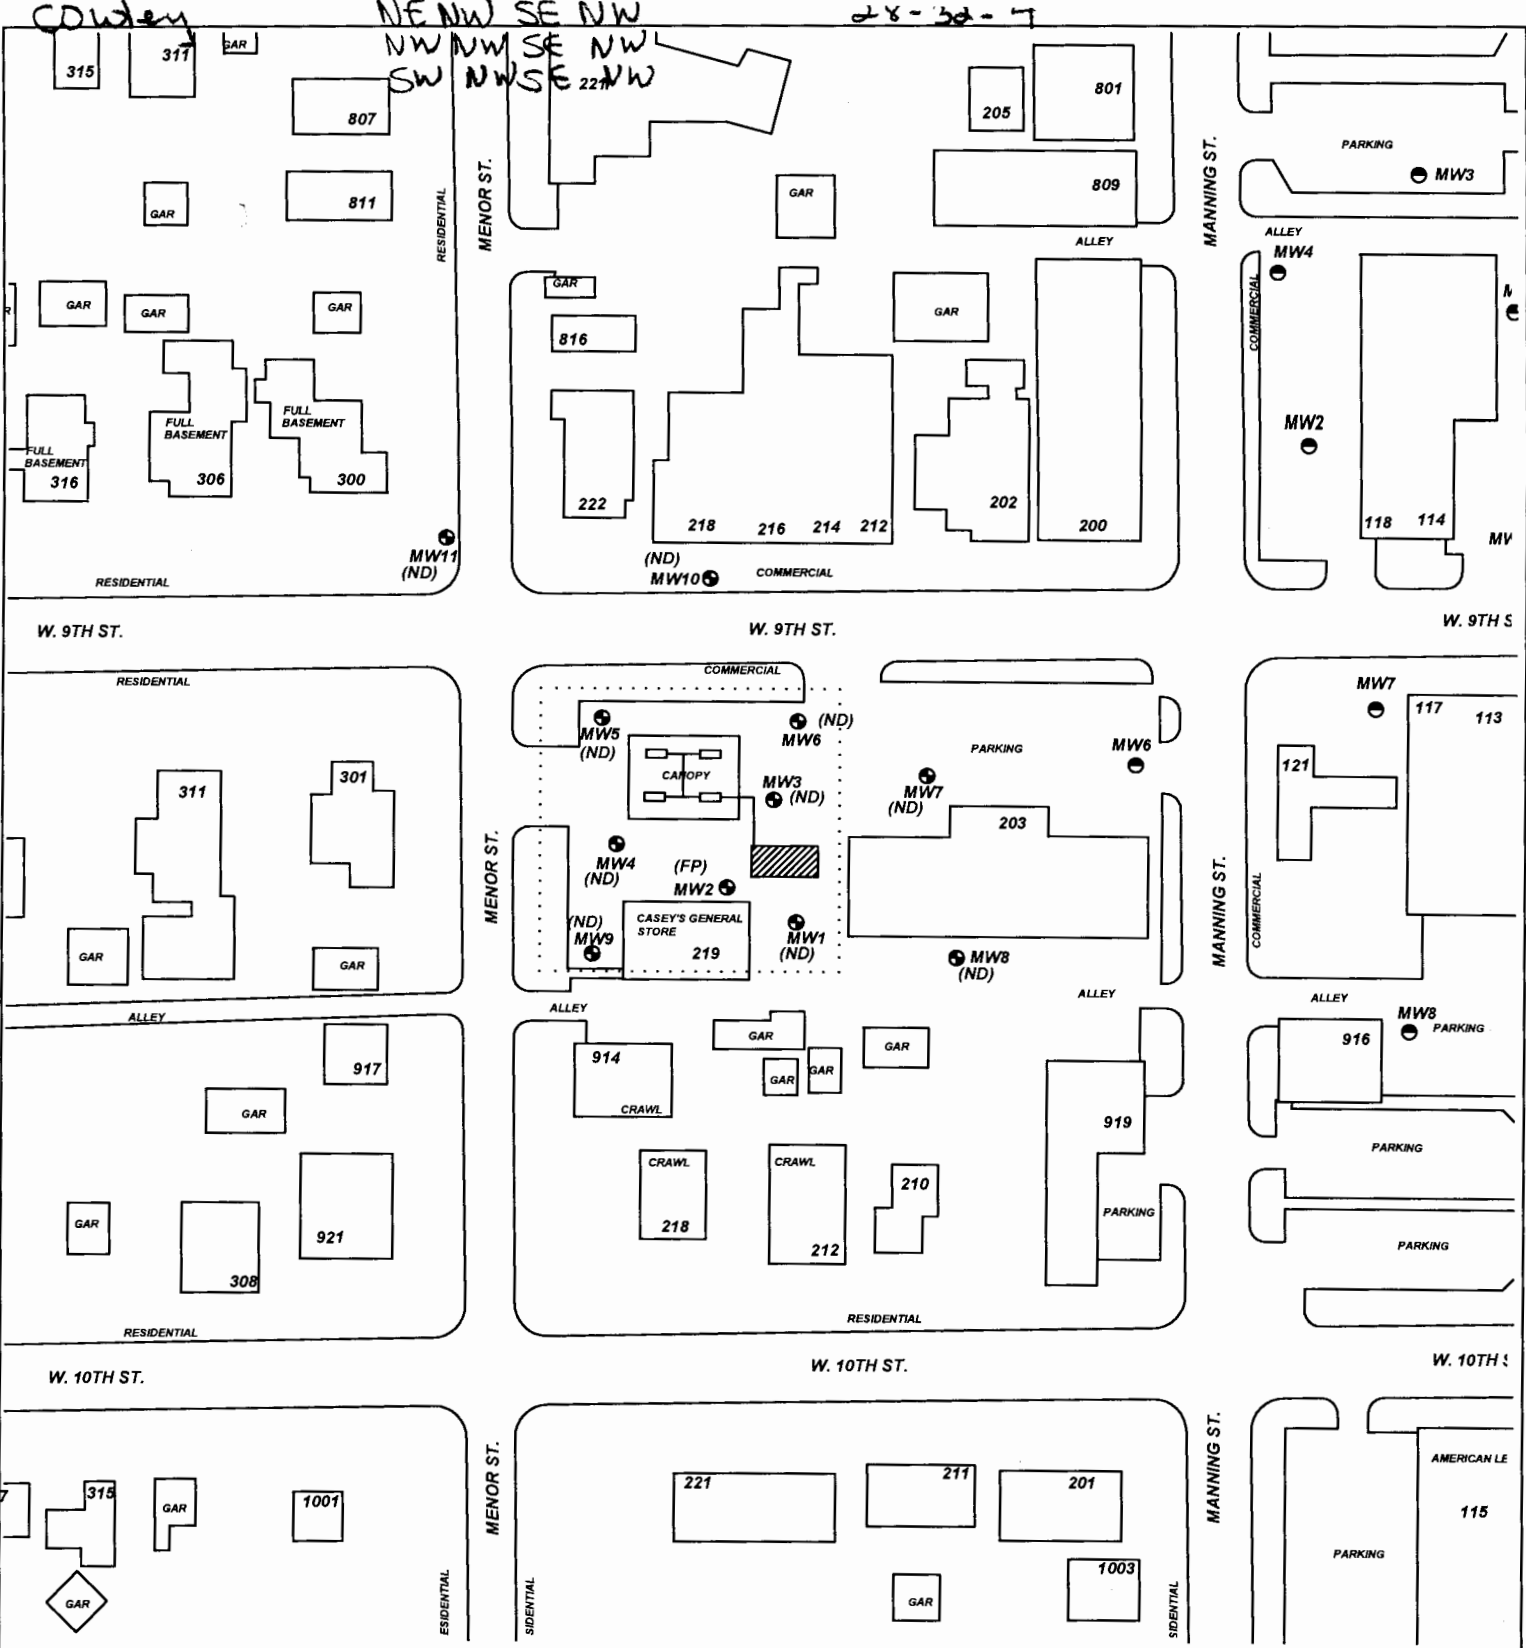 Cowley NE NW SE NW 28-32-4
NW NW SE NW
SW NW SE NW
315
311
GAR
807
221
205
801
PARKING
MW3
GAR
811
RESIDENTIAL
MENOR ST.
GAR
809
MANNING ST.
ALLEY
ALLEY
MW4
GAR
GAR
GAR
GAR
816
GAR
COMMERCIAL
FULL
BASEMENT
316
FULL
BASEMENT
306
FULL
BASEMENT
300
222
218 216 214 212
202
200
MW2
118 114
MW11
(ND)
(ND)
MW10
COMMERCIAL
RESIDENTIAL
W. 9TH ST.
W. 9TH ST.
W. 9TH S
RESIDENTIAL
COMMERCIAL
MW5
(ND)
MW6 (ND)
CANOPY
MW3
(ND)
PARKING
MW7
(ND)
MW6
MW7
117 113
121
311
301
203
MENOR ST.
MW4
(ND)
(FP)
MW2
(ND)
MW9
CASEY'S GENERAL
STORE
219
MW1
(ND)
MW8
(ND)
MANNING ST.
COMMERCIAL
GAR
GAR
ALLEY
ALLEY
ALLEY
ALLEY
917
GAR
914
CRAWL
GAR
GAR
GAR
GAR
919
916
MW8
PARKING
PARKING
GAR
308
921
CRAWL
218
CRAWL
212
210
PARKING
PARKING
RESIDENTIAL
RESIDENTIAL
W. 10TH ST.
W. 10TH ST.
W. 10TH
315
GAR
1001
MENOR ST.
221
211
201
MANNING ST.
AMERICAN LE
115
PARKING
GAR
ESIDENTIAL
SIDENTIAL
GAR
1003
SIDENTIAL